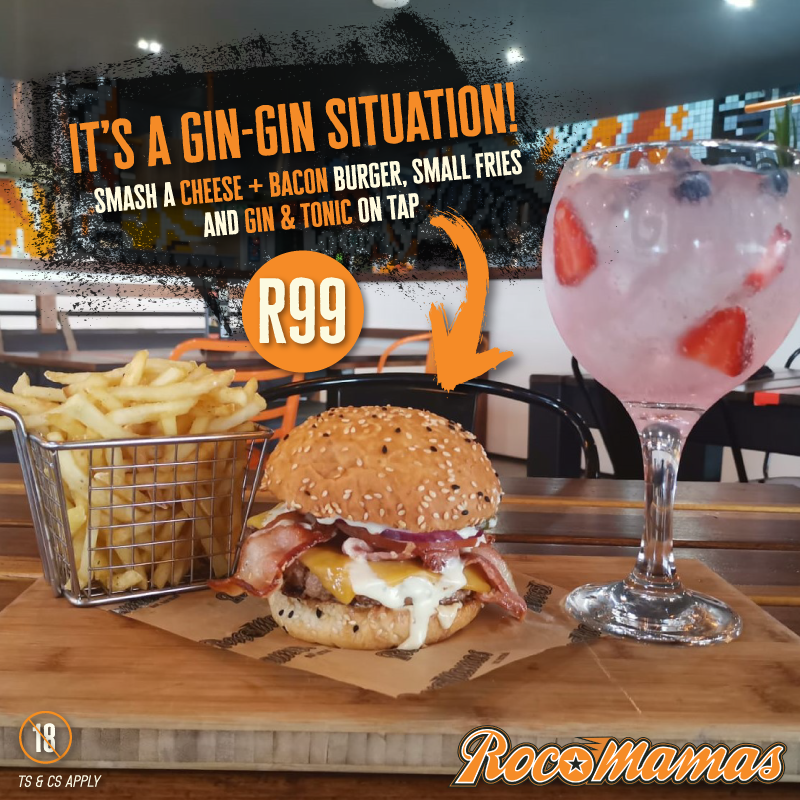 IT'S A GIN-GIN SITUATION!
SMASH A CHEESE + BACON BURGER, SMALL FRIES
AND GIN & TONIC ON TAP
R99
RocoMamas
18
TS & CS APPLY
RocoMamas